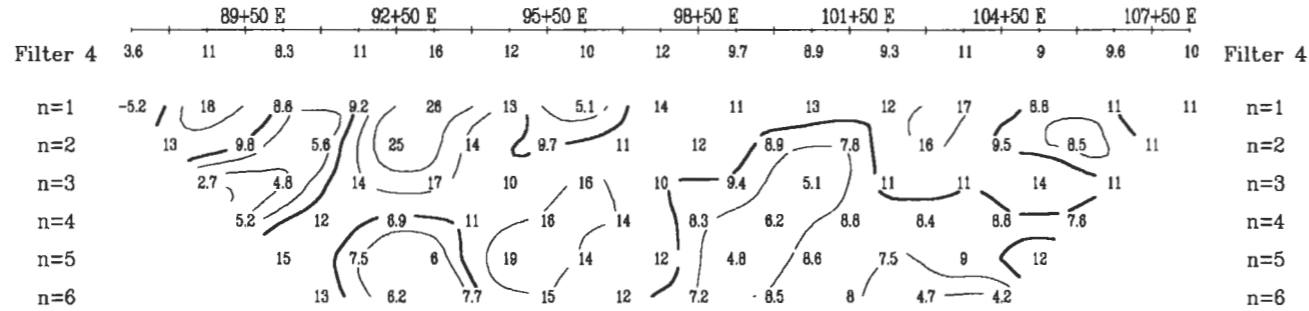 89+50 E 92+50 E 95+50 E 98+50 E 101+50 E 104+50 E 107+50 E
Filter 4 3.6 11 8.3 11 16 12 10 12 9.7 8.9 9.3 11 9 9.6 10 Filter 4
n=1 -5.2 18 8.6 9.2 26 13 5.1 14 11 13 12 17 8.8 11 11 n=1
n=2 13 9.8 5.6 25 14 9.7 11 12 8.9 7.8 16 9.5 8.5 11 n=2
n=3 2.7 4.8 14 17 10 16 10 9.4 5.1 11 11 14 11 n=3
n=4 5.2 12 8.9 11 16 14 8.3 6.2 8.8 8.4 8.6 7.6 n=4
n=5 15 7.5 6 19 14 12 4.8 8.6 7.5 9 12 n=5
n=6 13 6.2 7.7 15 12 7.2 8.5 8 4.7 4.2 n=6